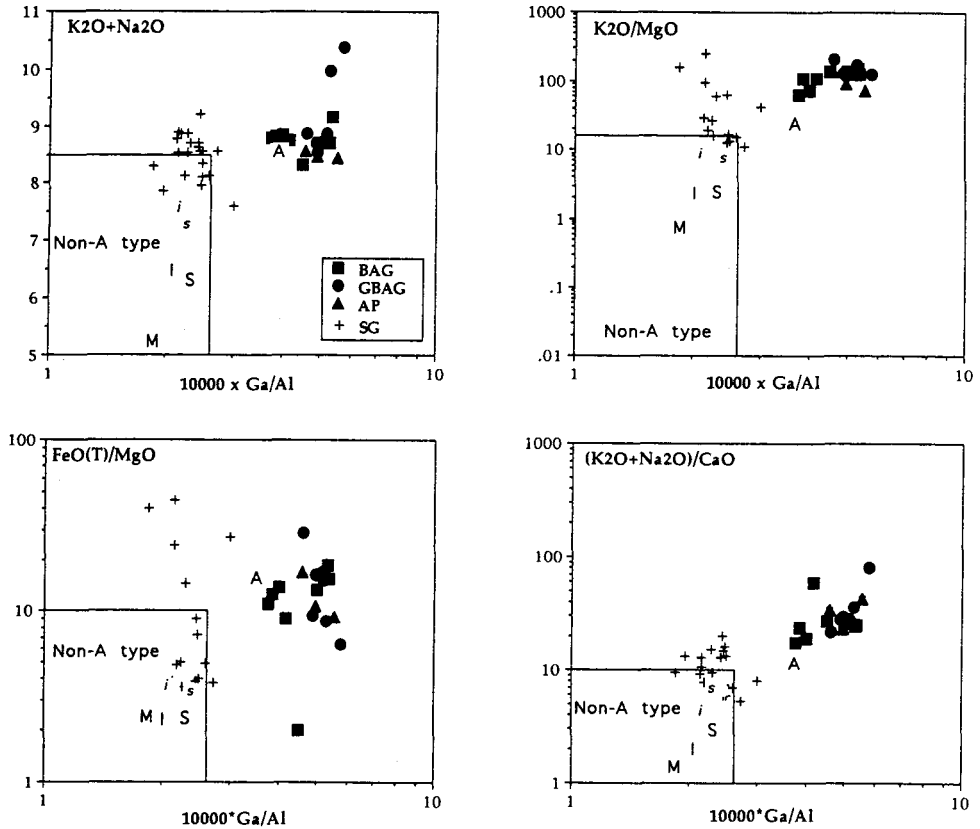 11
K2O+Na2O
10
9
A
8
i
s
7
Non-A type
I
S
6
M
5
1
10000 x Ga/Al
10
BAG
GBAG
AP
SG
1000
K2O/MgO
100
A
10
i
s
I
S
1
M
.1
Non-A type
.01
1
10000 x Ga/Al
10
100
FeO(T)/MgO
A
10
Non-A type
i
s
M
I
S
1
1
10000*Ga/Al
10
1000
(K2O+Na2O)/CaO
100
A
10
s
Non-A type
i
S
I
M
1
1
10000*Ga/Al
10